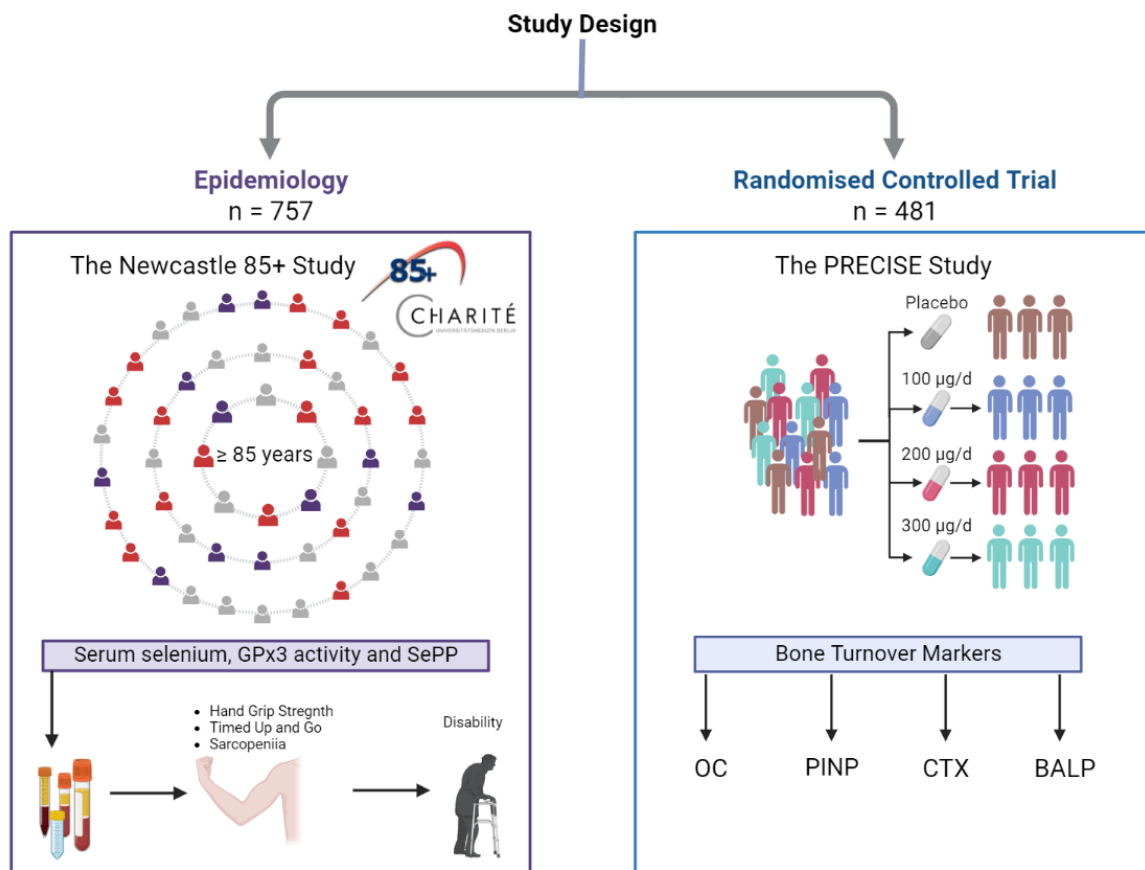 Study Design
Epidemiology
n = 757
The Newcastle 85+ Study
85+
CHARITÉ
UNIVERSITÄTSMEDIZIN BERLIN
≥ 85 years
Serum selenium, GPx3 activity and SePP
• Hand Grip Stregnth
• Timed Up and Go
• Sarcopeniia
Disability
Randomised Controlled Trial
n = 481
The PRECISE Study
Placebo
100 µg/d
200 µg/d
300 µg/d
Bone Turnover Markers
OC
PINP
CTX
BALP